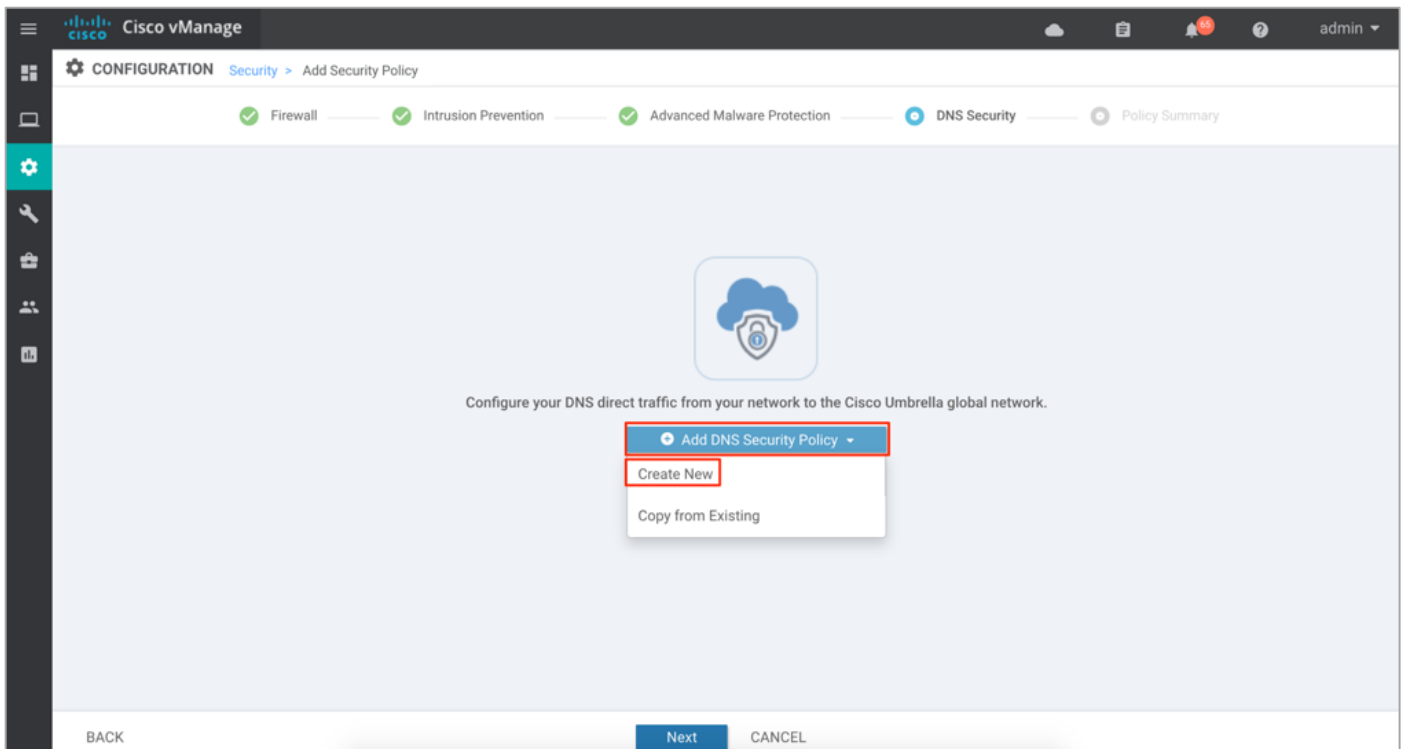 CISCO Cisco vManage 65 admin
CONFIGURATION Security > Add Security Policy
Firewall Intrusion Prevention Advanced Malware Protection DNS Security Policy Summary
Configure your DNS direct traffic from your network to the Cisco Umbrella global network.
Add DNS Security Policy
Create New
Copy from Existing
BACK Next CANCEL